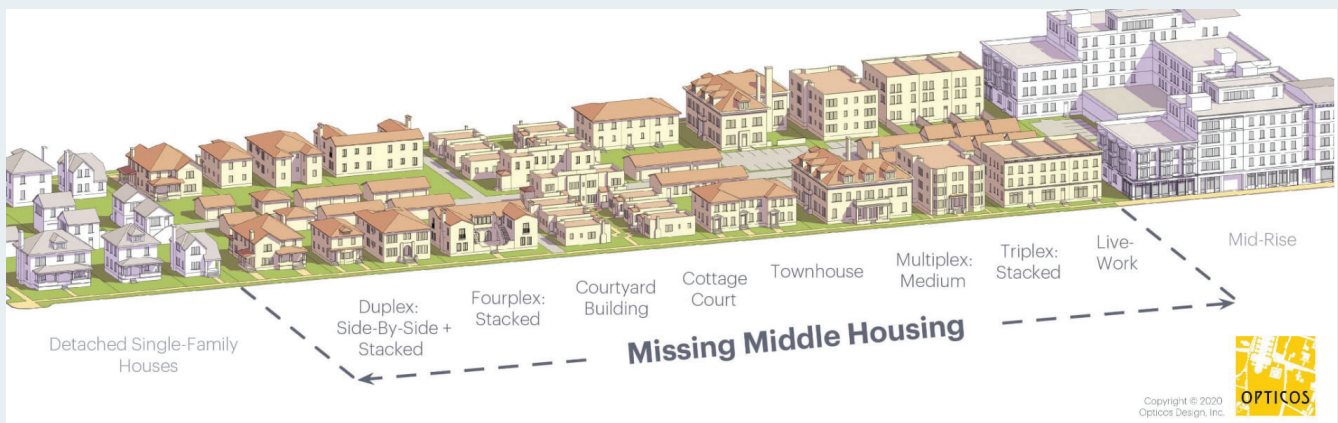 Detached Single-Family
Houses
Duplex:
Side-By-Side +
Stacked
Fourplex:
Stacked
Courtyard
Building
Cottage
Court
Townhouse
Multiplex:
Medium
Triplex:
Stacked
Live-
Work
Mid-Rise
Missing Middle Housing
Copyright © 2020
Opticos Design, Inc.
OPTICOS